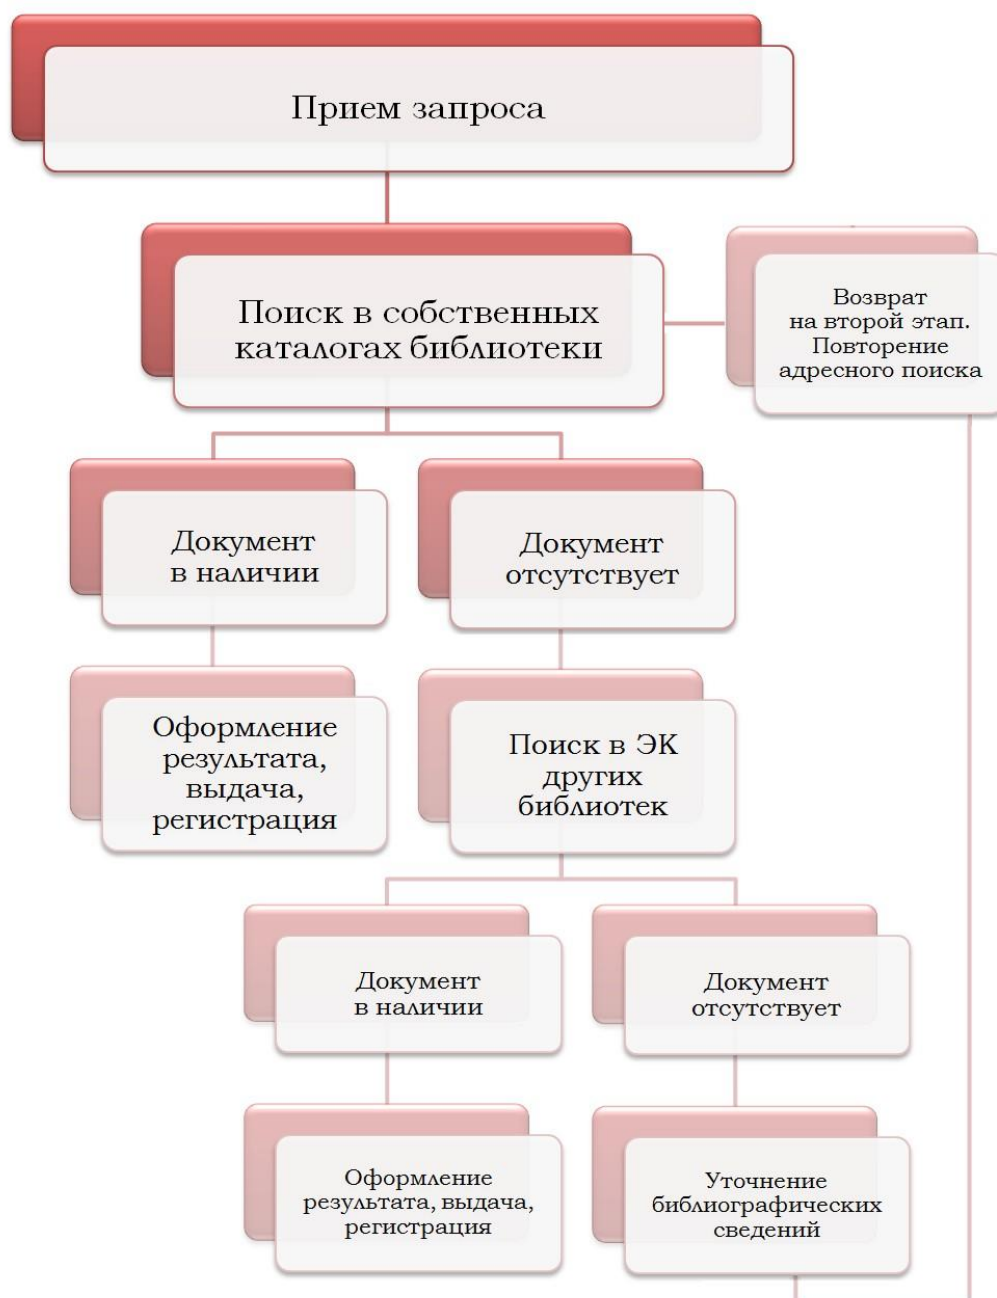 Прием запроса
Поиск в собственных
каталогах библиотеки
Возврат
на второй этап.
Повторение
адресного поиска
Документ
в наличии
Документ
отсутствует
Оформление
результата,
выдача,
регистрация
Поиск в ЭК
других
библиотек
Документ
в наличии
Документ
отсутствует
Оформление
результата, выдача,
регистрация
Уточнение
библиографических
сведений